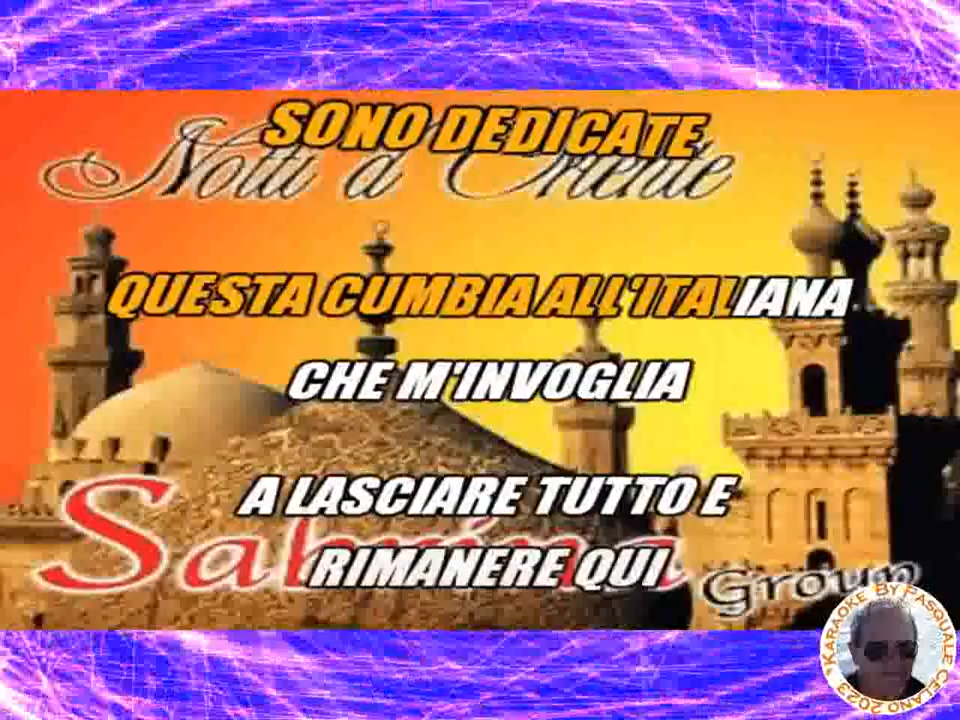 SONO DEDICATE
Notti d'Oriente
QUESTA CUMBIA ALL'ITALIANA
CHE M'INVOGLIA
A LASCIARE TUTTO E
RIMANERE QUI
Sabrina Group
KARAOKE BY PASQUALE CELANO 2023